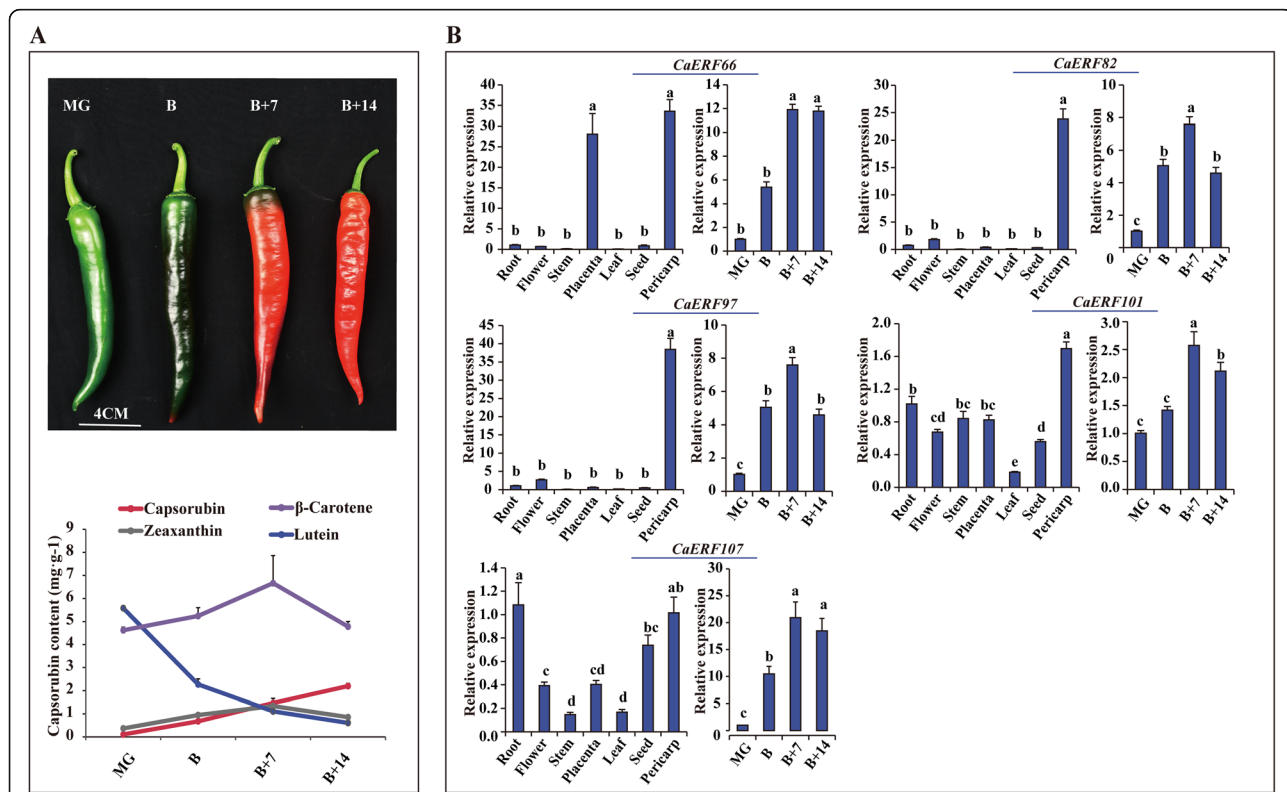 A
B
MG B B+7 B+14
4CM
Capsorubin β-Carotene
Zeaxanthin Lutein
Capsorubin content (mg·g-1)
9
8
7
6
5
4
3
2
1
0
MG B B+7 B+14
CaERF66
Relative expression
40
35
30
25
20
15
10
5
0
b b b a b b a
Root Flower Stem Placenta Leaf Seed Pericarp
Relative expression
14
12
10
8
6
4
2
0
b b a a
MG B B+7 B+14
CaERF82
Relative expression
30
25
20
15
10
5
0
b b b b b b a
Root Flower Stem Placenta Leaf Seed Pericarp
Relative expression
10
8
6
4
2
0
c b a b
MG B B+7 B+14
CaERF97
Relative expression
45
40
35
30
25
20
15
10
5
0
b b b b b b a
Root Flower Stem Placenta Leaf Seed Pericarp
Relative expression
10
8
6
4
2
0
c b a b
MG B B+7 B+14
CaERF101
Relative expression
2.0
1.6
1.2
0.8
0.4
0.0
b cd bc bc e d a
Root Flower Stem Placenta Leaf Seed Pericarp
Relative expression
3.0
2.5
2.0
1.5
1.0
0.5
0.0
c c a b
MG B B+7 B+14
CaERF107
Relative expression
1.4
1.2
1.0
0.8
0.6
0.4
0.2
0.0
a c d cd d bc ab
Root Flower Stem Placenta Leaf Seed Pericarp
Relative expression
30
25
20
15
10
5
0
c b a a
MG B B+7 B+14